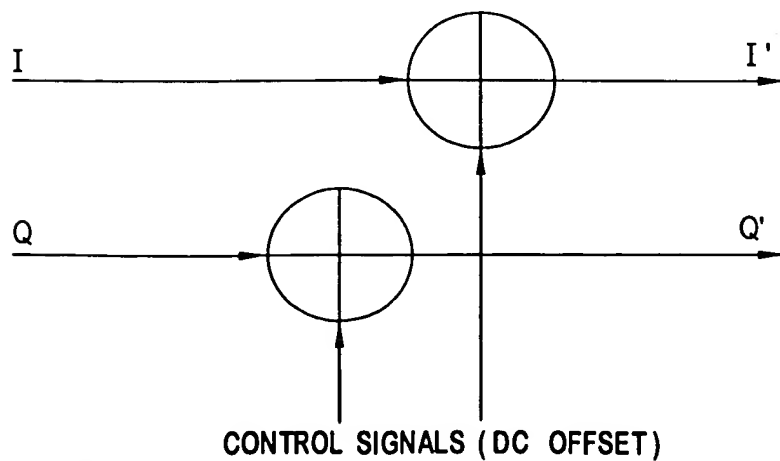 I
I'
Q
Q'
CONTROL SIGNALS (DC OFFSET)